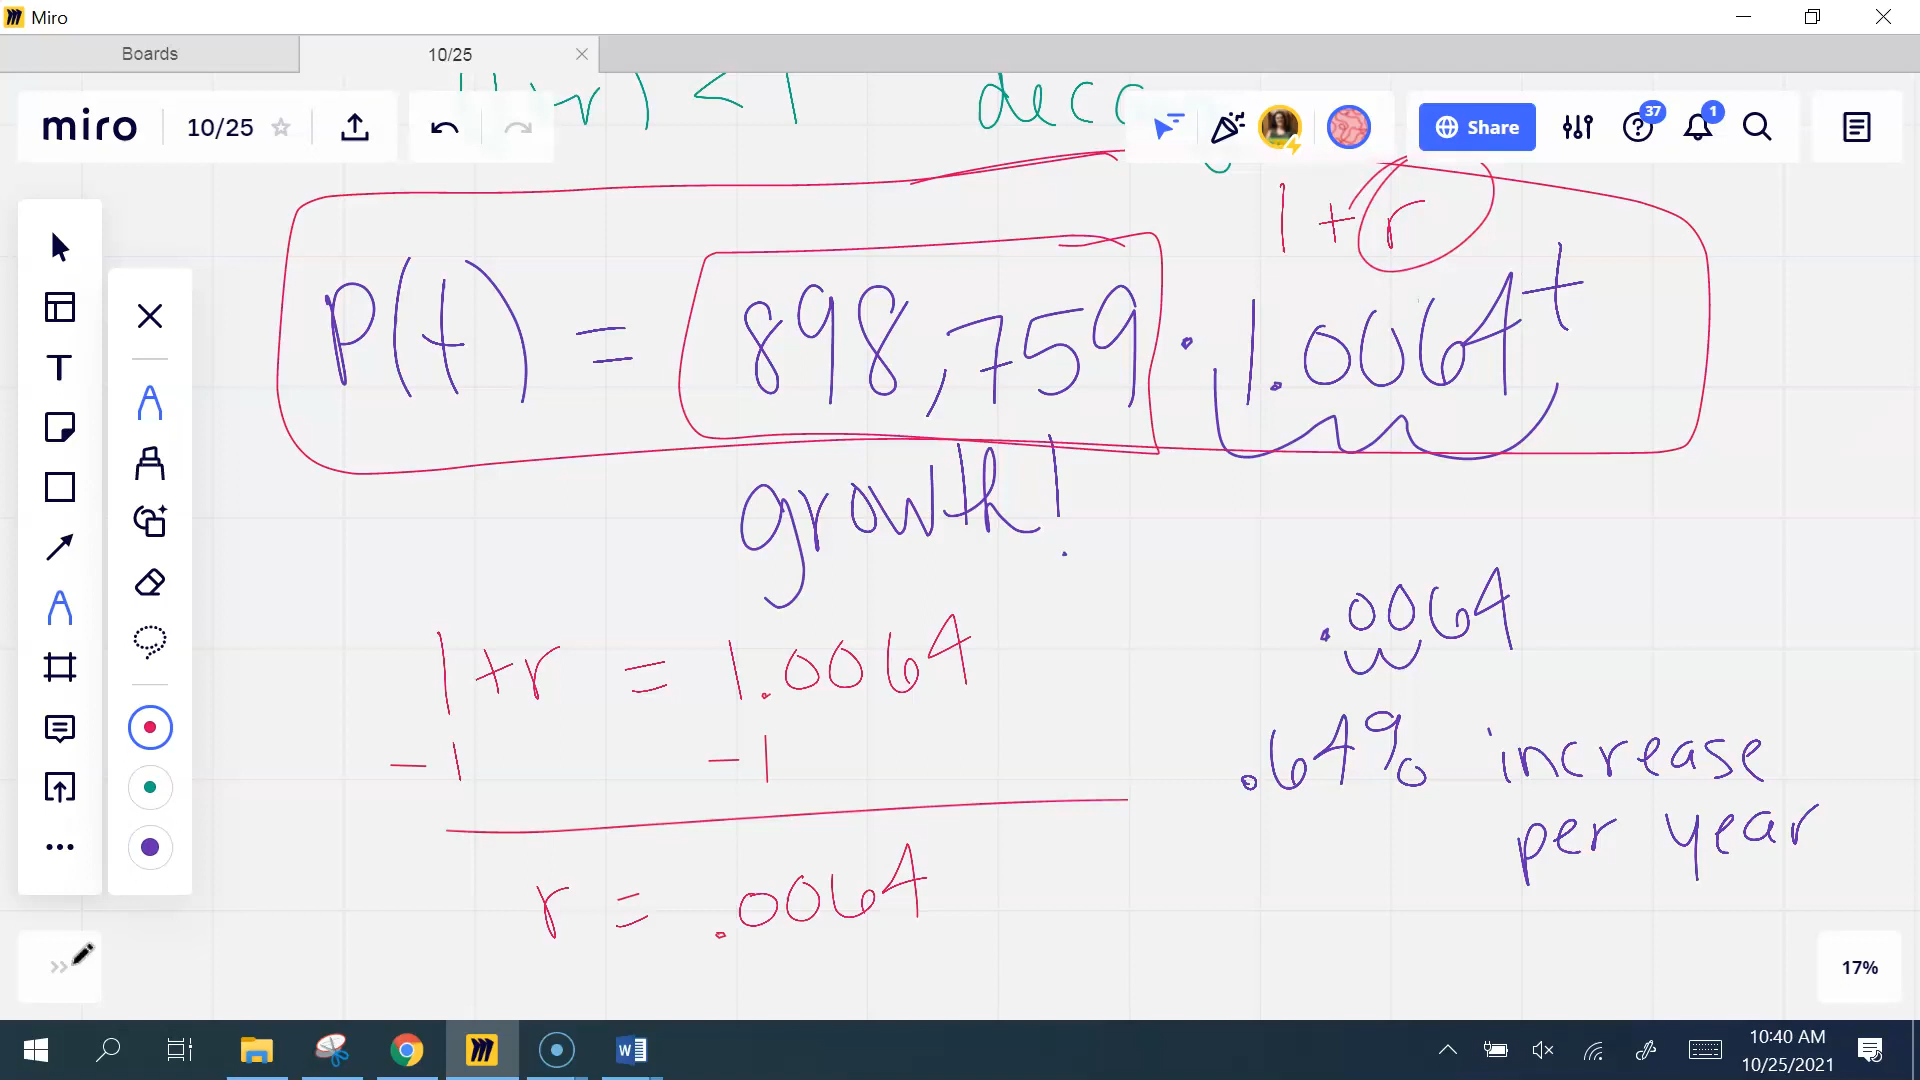 Miro
Boards
10/25
miro
10/25
Share
37
1
r) < 1
1 + r
P(t) = 898,759 · 1.0064^t
growth!
1+r = 1.0064
-1 -1
r = .0064
.0064
.64% increase
per year
17%
10:40 AM
10/25/2021